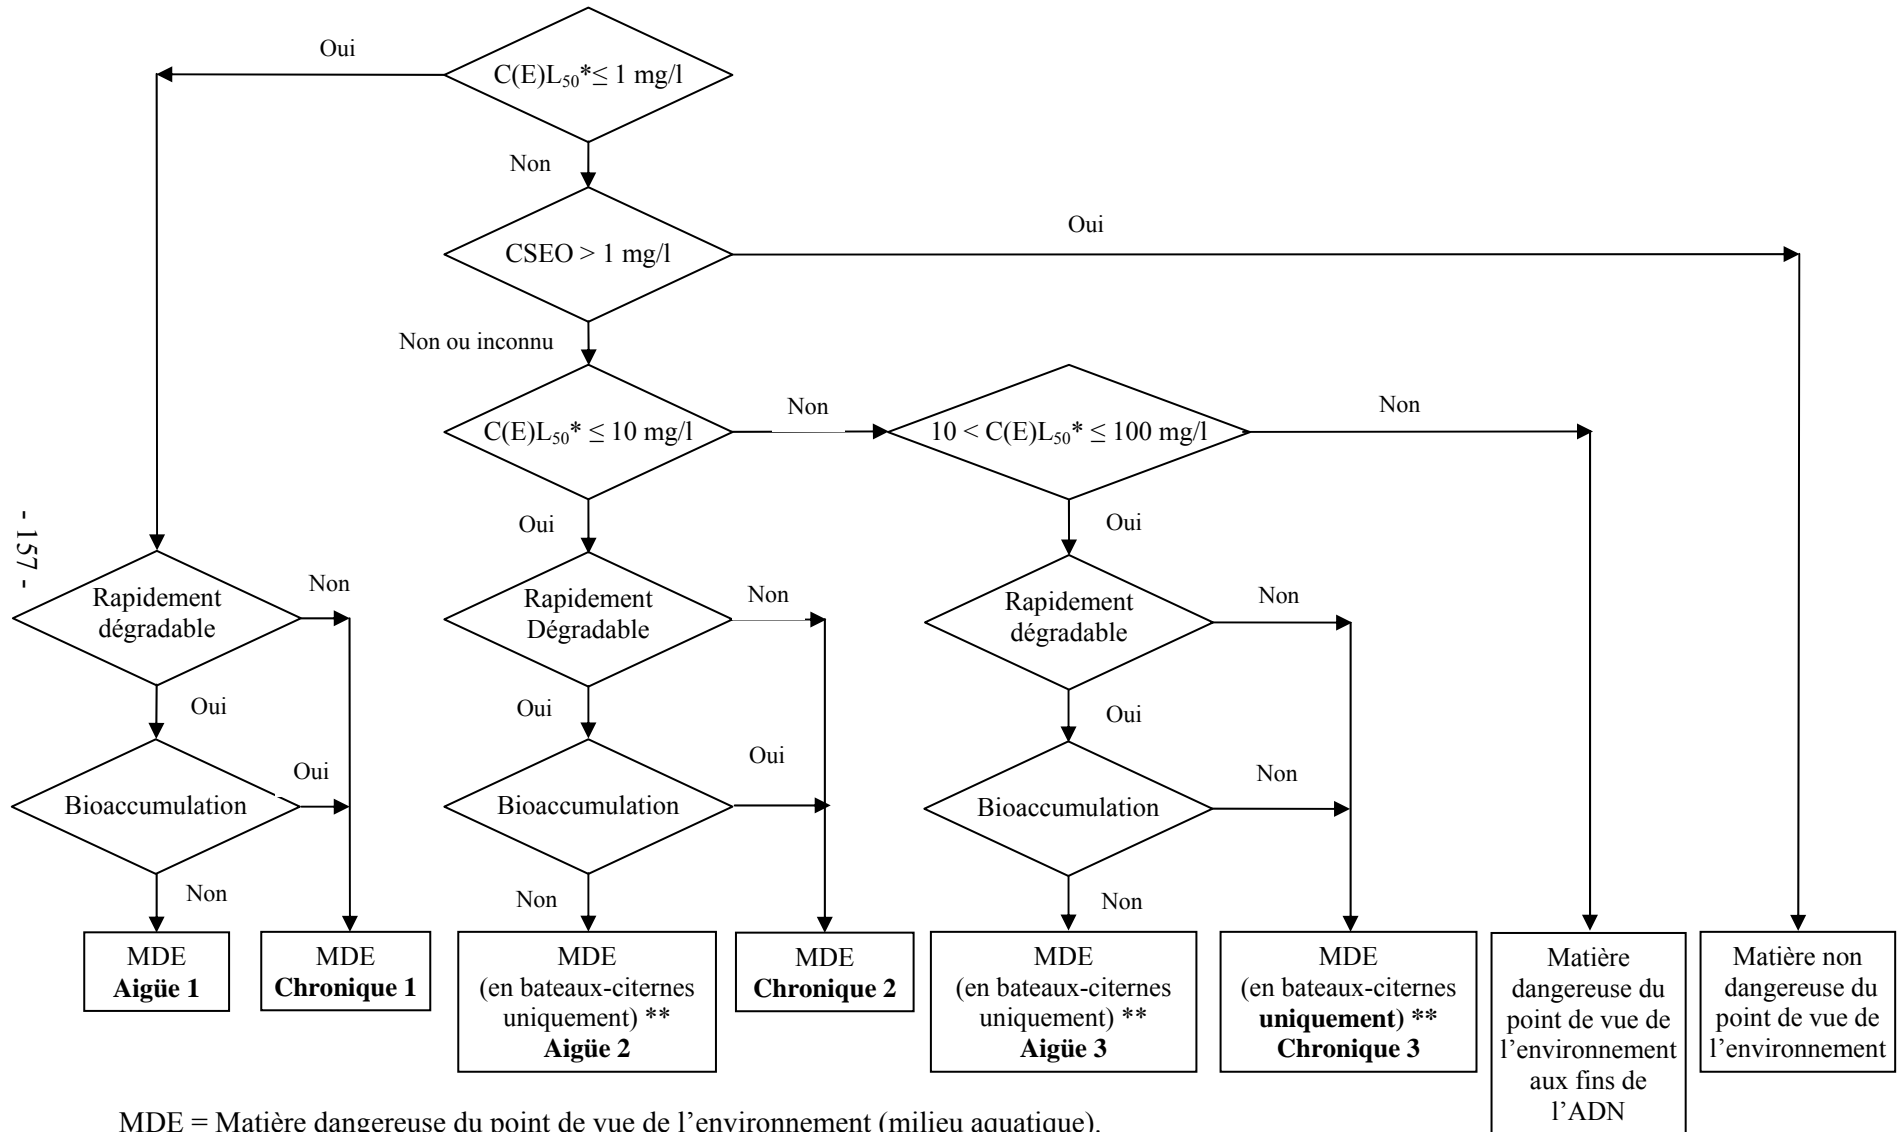 Oui
C(E)L50*≤ 1 mg/l
Non
CSEO > 1 mg/l
Oui
Non ou inconnu
C(E)L50* ≤ 10 mg/l
Non
10 < C(E)L50* ≤ 100 mg/l
Non
- 157 -
Oui
Oui
Rapidement
dégradable
Non
Rapidement
Dégradable
Non
Rapidement
dégradable
Non
Oui
Oui
Oui
Bioaccumulation
Oui
Bioaccumulation
Oui
Bioaccumulation
Non
Non
Non
Non
MDE
Aigüe 1
MDE
Chronique 1
MDE
(en bateaux-citernes
uniquement) **
Aigüe 2
MDE
Chronique 2
MDE
(en bateaux-citernes
uniquement) **
Aigüe 3
MDE
(en bateaux-citernes
uniquement) **
Chronique 3
Matière
dangereuse du
point de vue de
l’environnement
aux fins de
l’ADN
Matière non
dangereuse du
point de vue de
l’environnement
MDE = Matière dangereuse du point de vue de l’environnement (milieu aquatique).